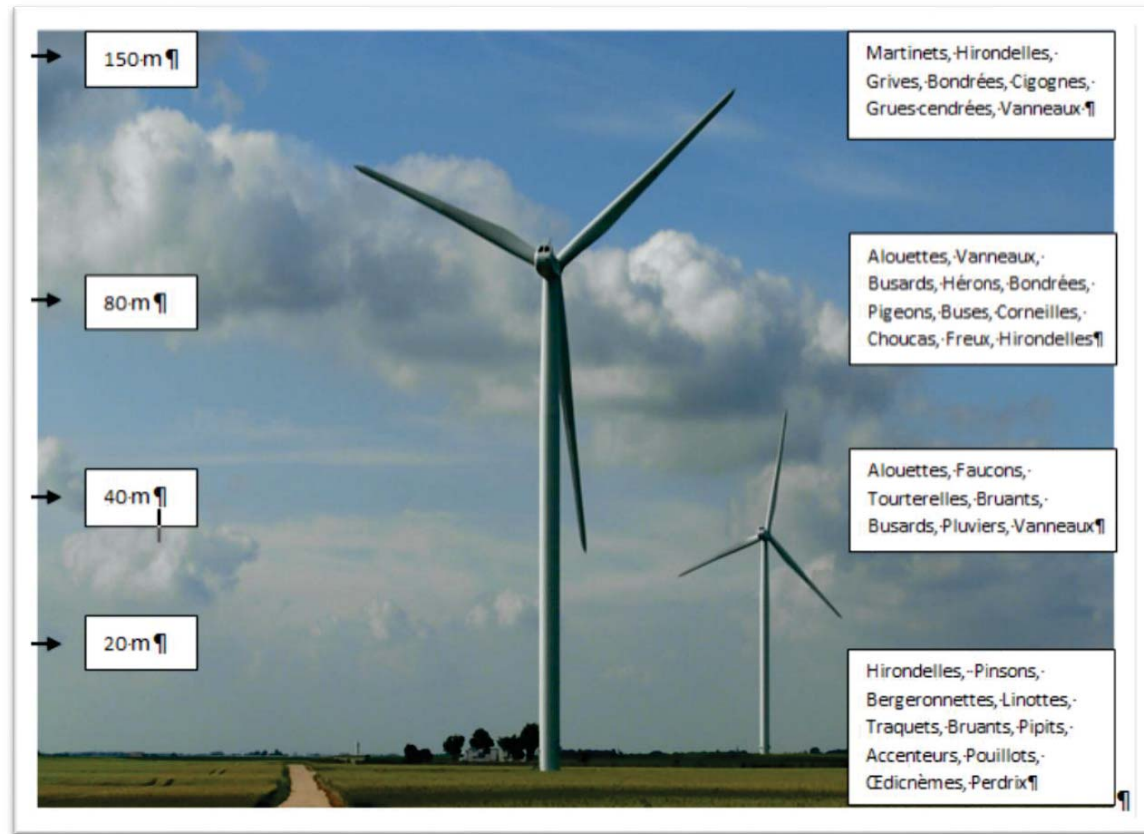 150·m¶
Martinets,·Hirondelles,·
Grives,·Bondrées,·Cigognes,·
Grues·cendrées,·Vanneaux·¶
80·m¶
Alouettes,·Vanneaux,·
Busards,·Hérons,·Bondrées,·
Pigeons,·Buses,·Corneilles,·
Choucas,·Freux,·Hirondelles¶
40·m¶
Alouettes,·Faucons,·
Tourterelles,·Bruants,·
Busards,·Pluviers,·Vanneaux¶
20·m¶
Hirondelles,··Pinsons,·
Bergeronnettes,·Linottes,·
Traquets,·Bruants,·Pipits,·
Accenteurs,·Pouillots,·
Œdicnèmes,·Perdrix¶
¶